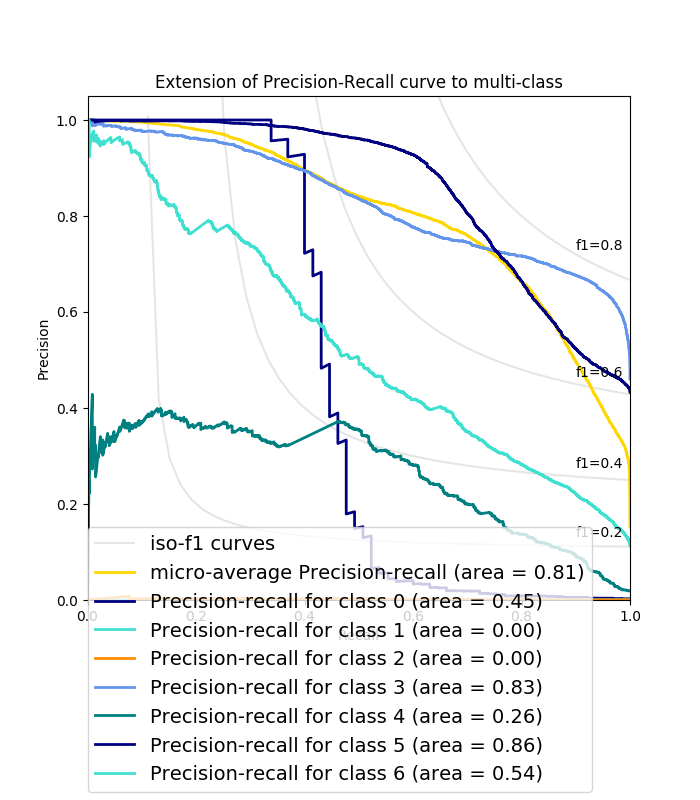 Extension of Precision-Recall curve to multi-class
1.0
0.8
0.6
0.4
0.2
0.0
Precision
f1=0.8
f1=0.6
f1=0.4
f1=0.2
0.0
0.2
0.4
0.6
0.8
1.0
Recall
iso-f1 curves
micro-average Precision-recall (area = 0.81)
Precision-recall for class 0 (area = 0.45)
Precision-recall for class 1 (area = 0.00)
Precision-recall for class 2 (area = 0.00)
Precision-recall for class 3 (area = 0.83)
Precision-recall for class 4 (area = 0.26)
Precision-recall for class 5 (area = 0.86)
Precision-recall for class 6 (area = 0.54)